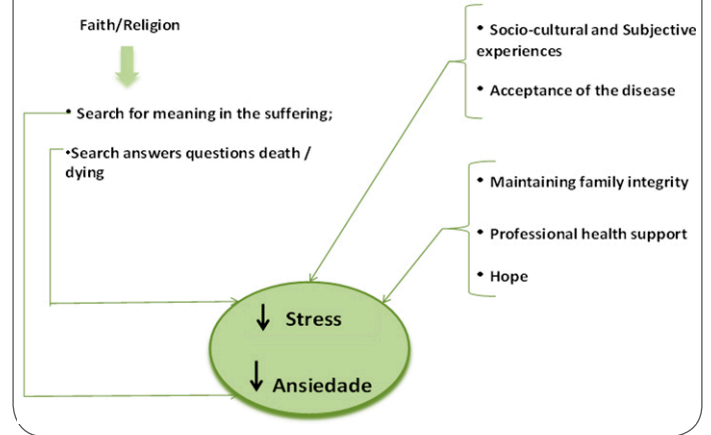 Faith/Religion
• Search for meaning in the suffering;
•Search answers questions death /
dying
• Socio-cultural and Subjective
experiences
• Acceptance of the disease
• Maintaining family integrity
• Professional health support
• Hope
↓ Stress
↓ Ansiedade